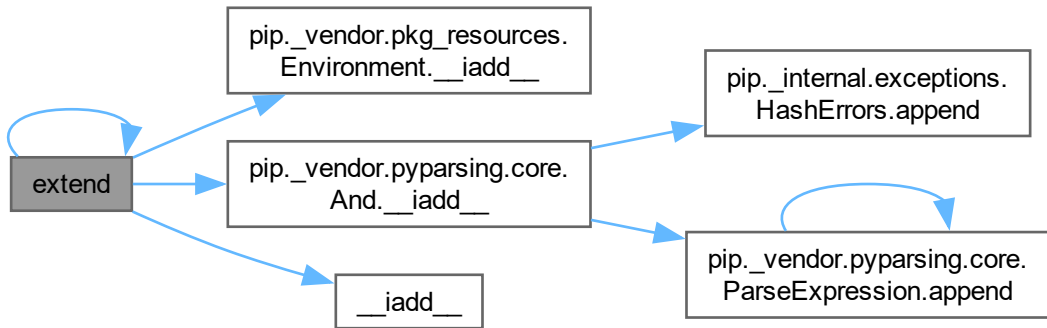 pip._vendor.pkg_resources.
Environment.__iadd__
pip._internal.exceptions.
HashErrors.append
extend
pip._vendor.pyparsing.core.
And.__iadd__
pip._vendor.pyparsing.core.
ParseExpression.append
__iadd__